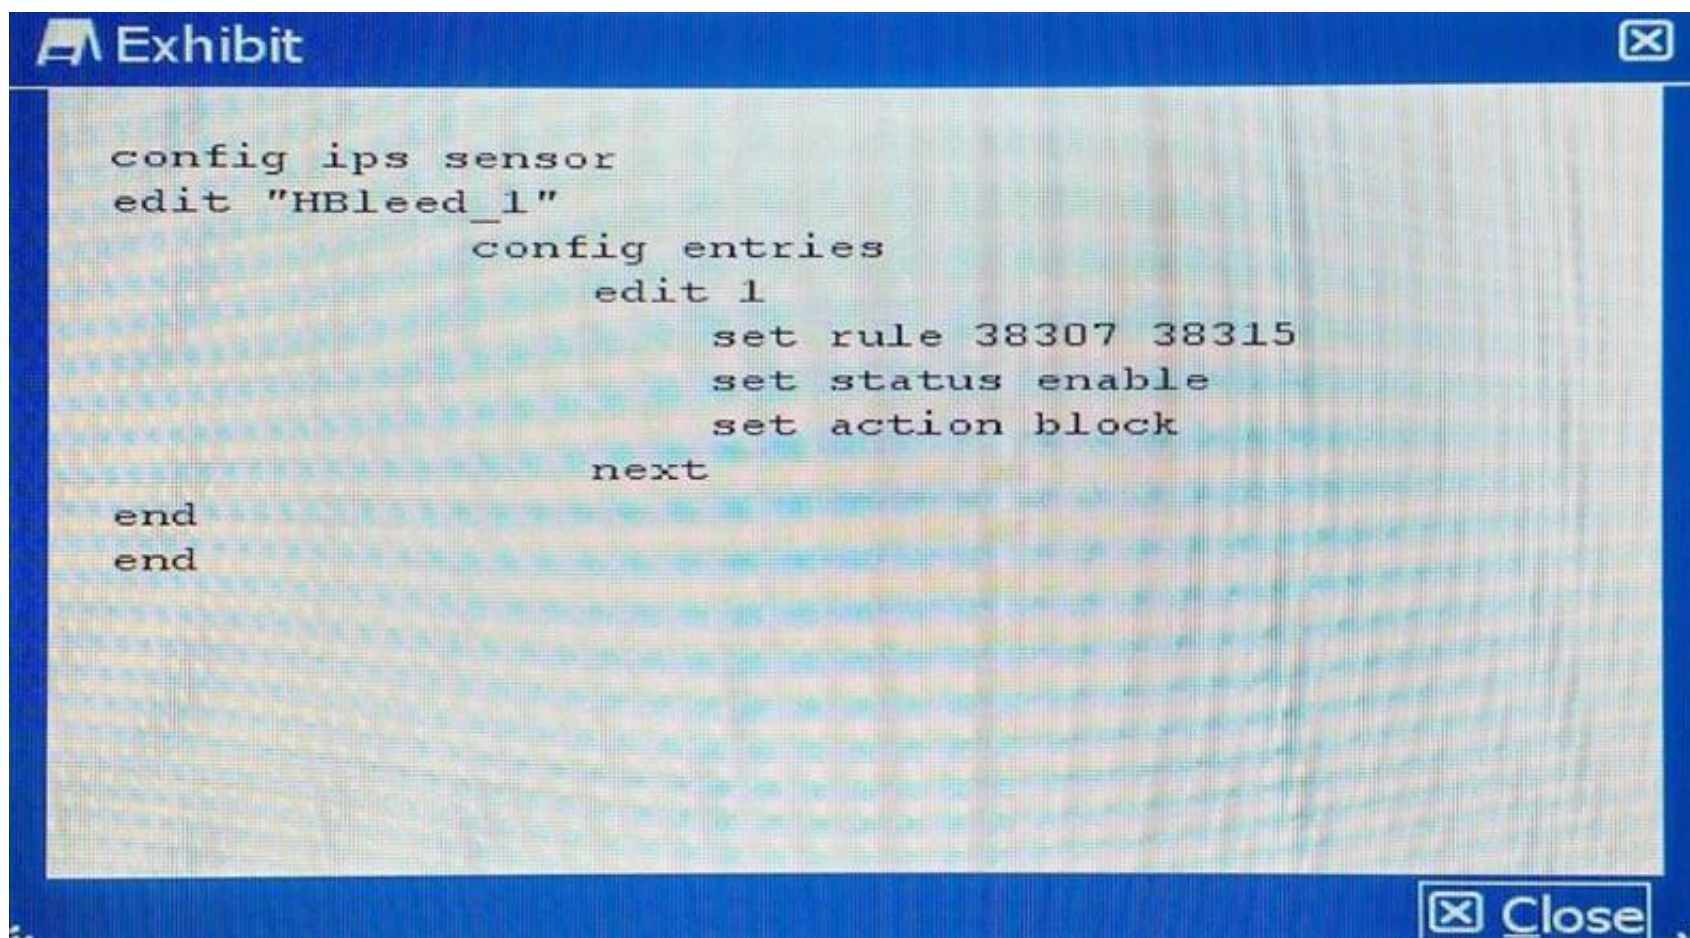 Exhibit
config ips sensor
edit "HBleed_1"
config entries
edit 1
set rule 38307 38315
set status enable
set action block
next
end
end
Close